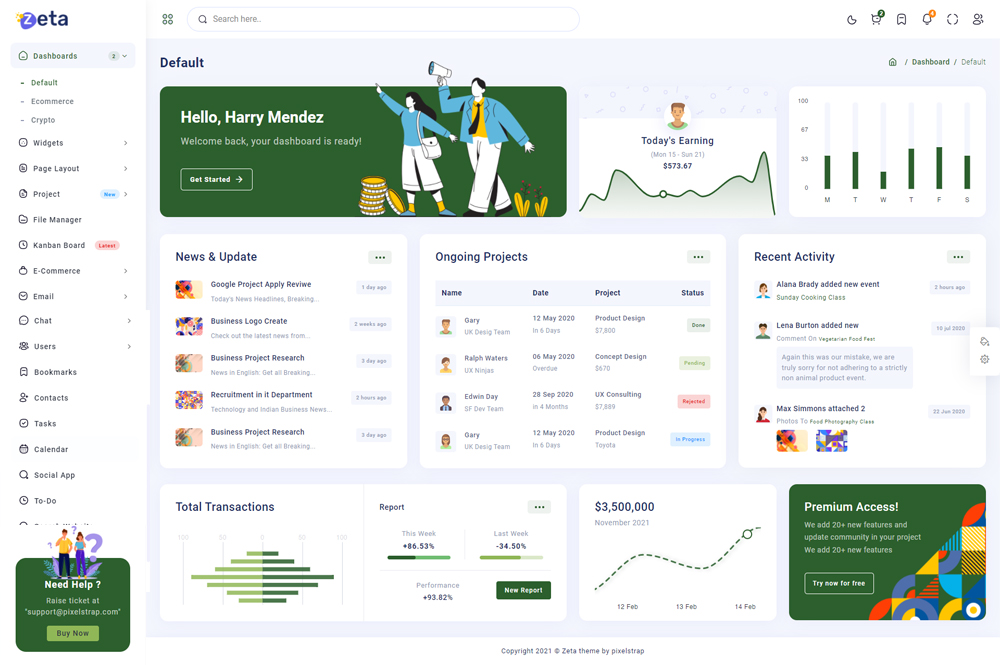 Zeta
Search here..
2
4
Dashboards
2
Default
Ecommerce
Crypto
Widgets
Page Layout
Project
New
File Manager
Kanban Board
Latest
E-Commerce
Email
Chat
Users
Bookmarks
Contacts
Tasks
Calendar
Social App
To-Do
Need Help ?
Raise ticket at
"support@pixelstrap.com"
Buy Now
Default
/ Dashboard / Default
Hello, Harry Mendez
Welcome back, your dashboard is ready!
Get Started
Today's Earning
(Mon 15 - Sun 21)
$573.67
100
67
33
0
M T W T F S
News & Update
Google Project Apply Reviwe
Today's News Headlines, Breaking...
1 day ago
Business Logo Create
Check out the latest news from...
2 weeks ago
Business Project Research
News in English: Get all Breaking...
3 day ago
Recruitment in it Department
Technology and Indian Business News...
2 hours ago
Business Project Research
News in English: Get all Breaking...
3 day ago
Ongoing Projects
Name Date Project Status
Gary 12 May 2020 Product Design
UK Desig Team In 6 Days $7,800
Done
Ralph Waters 06 May 2020 Concept Design
UX Ninjas Overdue $670
Pending
Edwin Day 28 Sep 2020 UX Consulting
SF Dev Team In 4 Months $7,889
Rejected
Gary 12 May 2020 Product Design
UK Desig Team In 6 Days Toyota
In Progress
Recent Activity
Alana Brady added new event
Sunday Cooking Class
2 hours ago
Lena Burton added new
Comment On Vegetarian Food Fest
10 jul 2020
Again this was our mistake, we are
truly sorry for not adhering to a strictly
non animal product event.
Max Simmons attached 2
Photos To Food Photography Class
22 Jun 2020
Total Transactions
100 50 0 50 100
Report
This Week
+86.53%
Last Week
-34.50%
Performance
+93.82%
New Report
$3,500,000
November 2021
12 Feb 13 Feb 14 Feb
Premium Access!
We add 20+ new features and
update community in your project
We add 20+ new features
Try now for free
Copyright 2021 © Zeta theme by pixelstrap